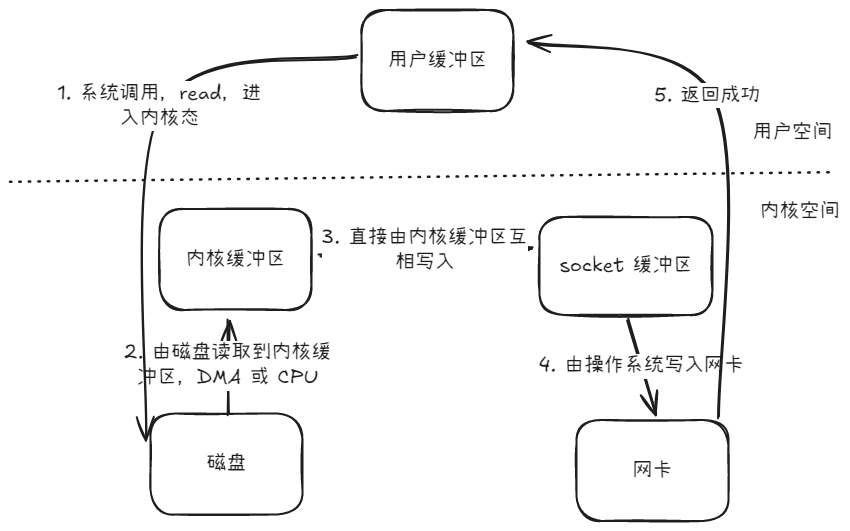 用户缓冲区
1. 系统调用，read，进
入内核态
5. 返回成功
用户空间
内核空间
内核缓冲区
3. 直接由内核缓冲区互
相写入
socket 缓冲区
2. 由磁盘读取到内核缓
冲区，DMA 或 CPU
4. 由操作系统写入网卡
磁盘
网卡